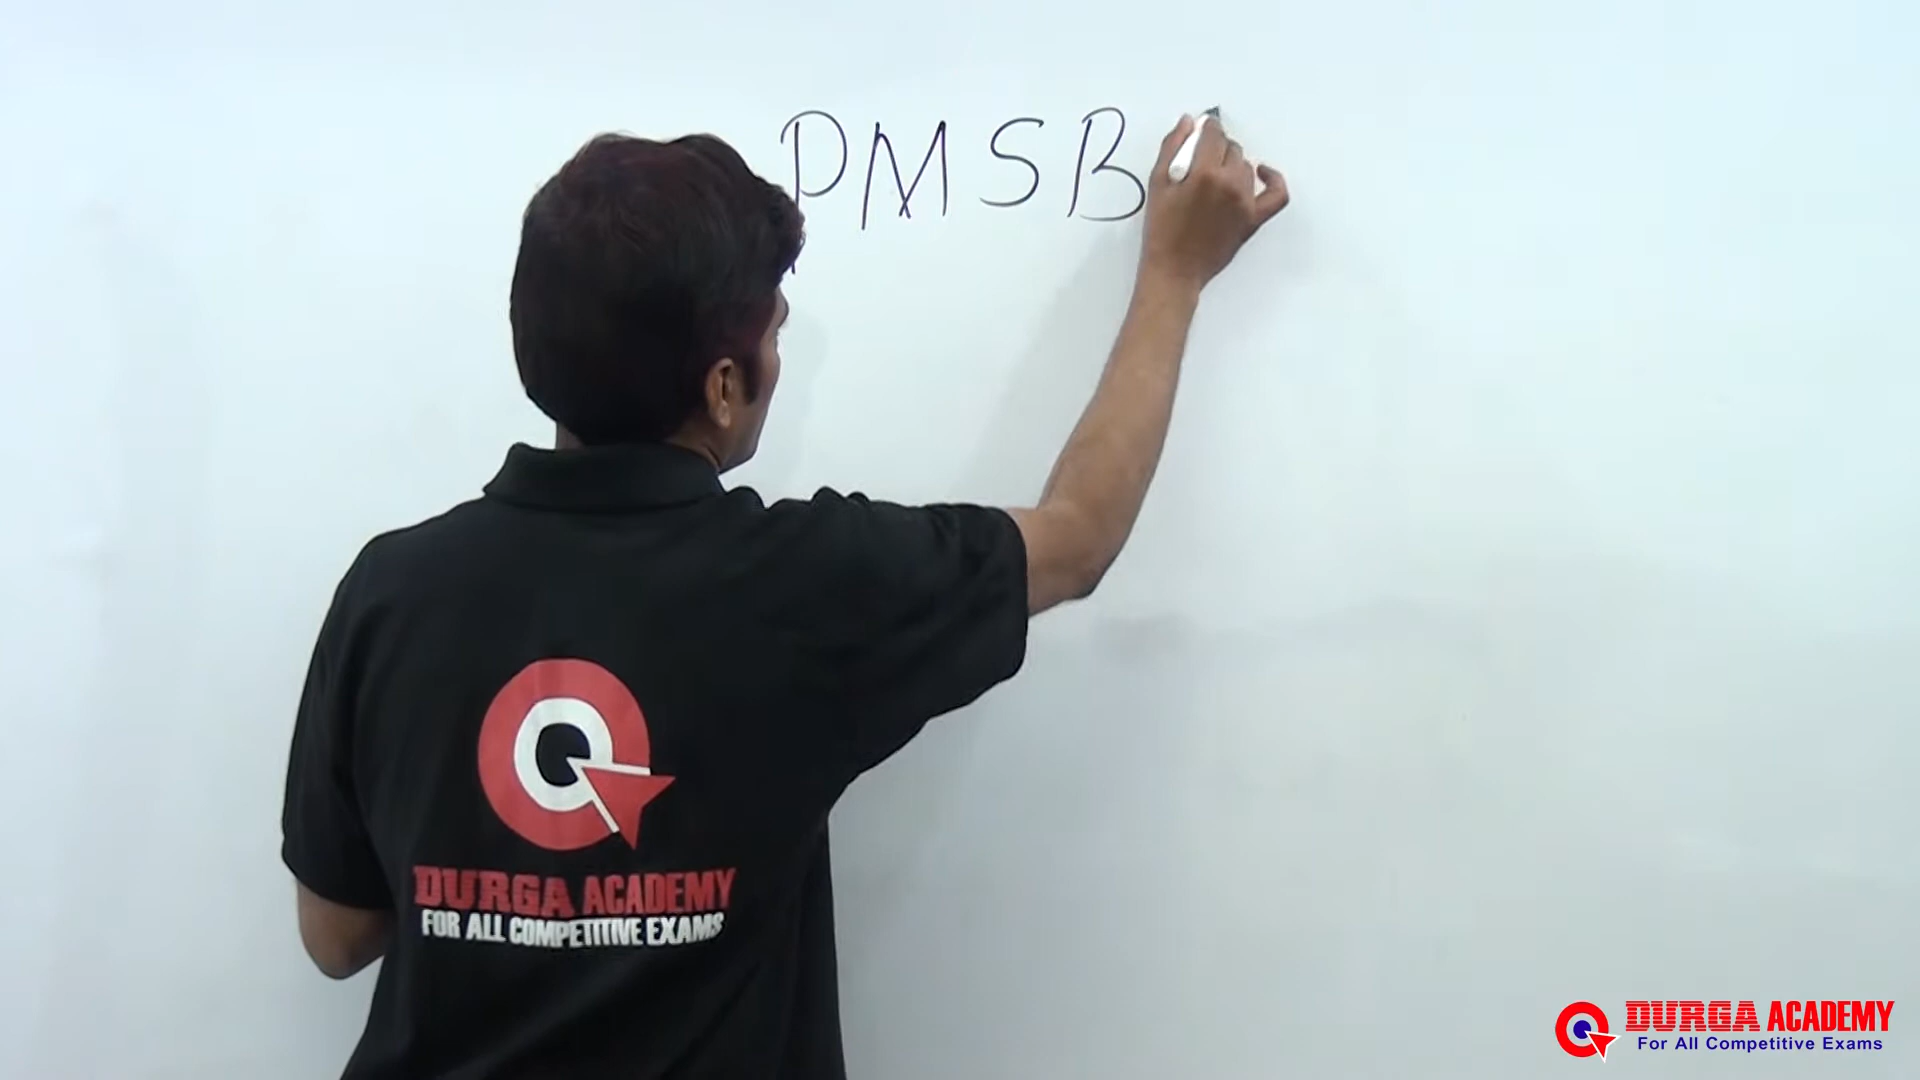 PMSB
DURGA ACADEMY
FOR ALL COMPETITIVE EXAMS
DURGA ACADEMY
For All Competitive Exams